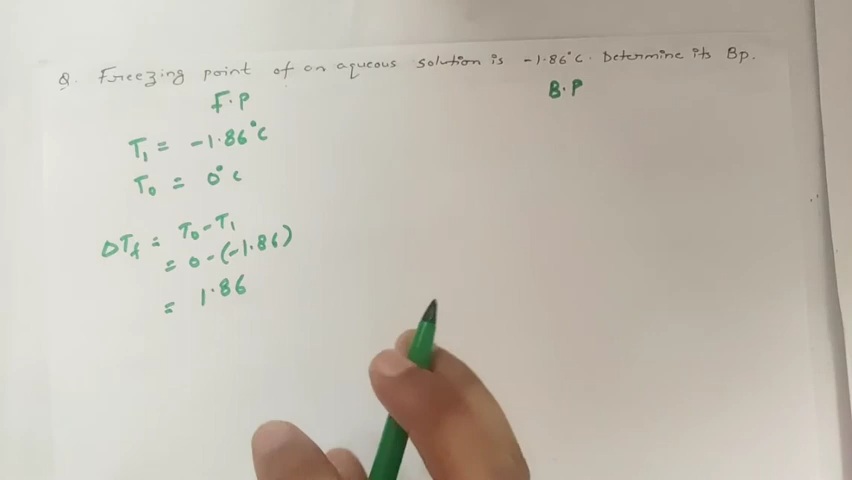 Q. Freezing point of an aqueous solution is -1.86°C. Determine its Bp.
F.P
B.P
T₁ = -1.86°C
T₀ = 0°C
ΔTf = T₀-T₁
= 0-(-1.86)
= 1.86